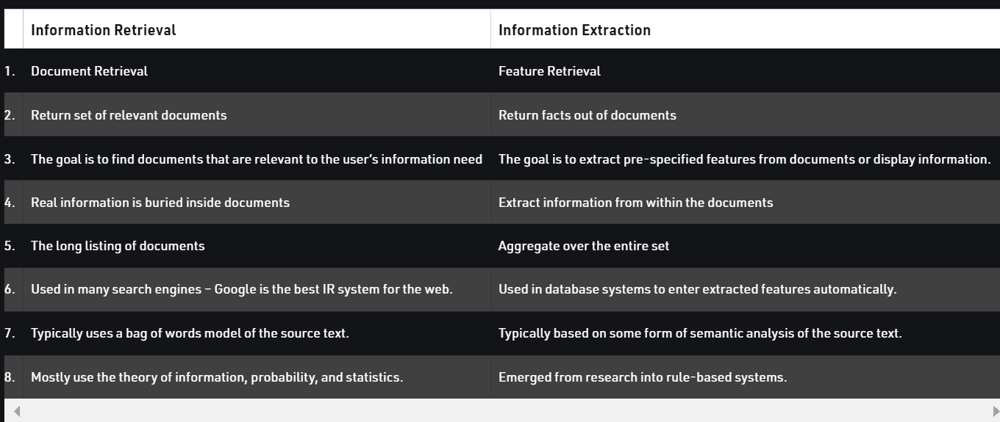 Information Retrieval Information Extraction
1. Document Retrieval Feature Retrieval
2. Return set of relevant documents Return facts out of documents
3. The goal is to find documents that are relevant to the user’s information need The goal is to extract pre-specified features from documents or display information.
4. Real information is buried inside documents Extract information from within the documents
5. The long listing of documents Aggregate over the entire set
6. Used in many search engines – Google is the best IR system for the web. Used in database systems to enter extracted features automatically.
7. Typically uses a bag of words model of the source text. Typically based on some form of semantic analysis of the source text.
8. Mostly use the theory of information, probability, and statistics. Emerged from research into rule-based systems.